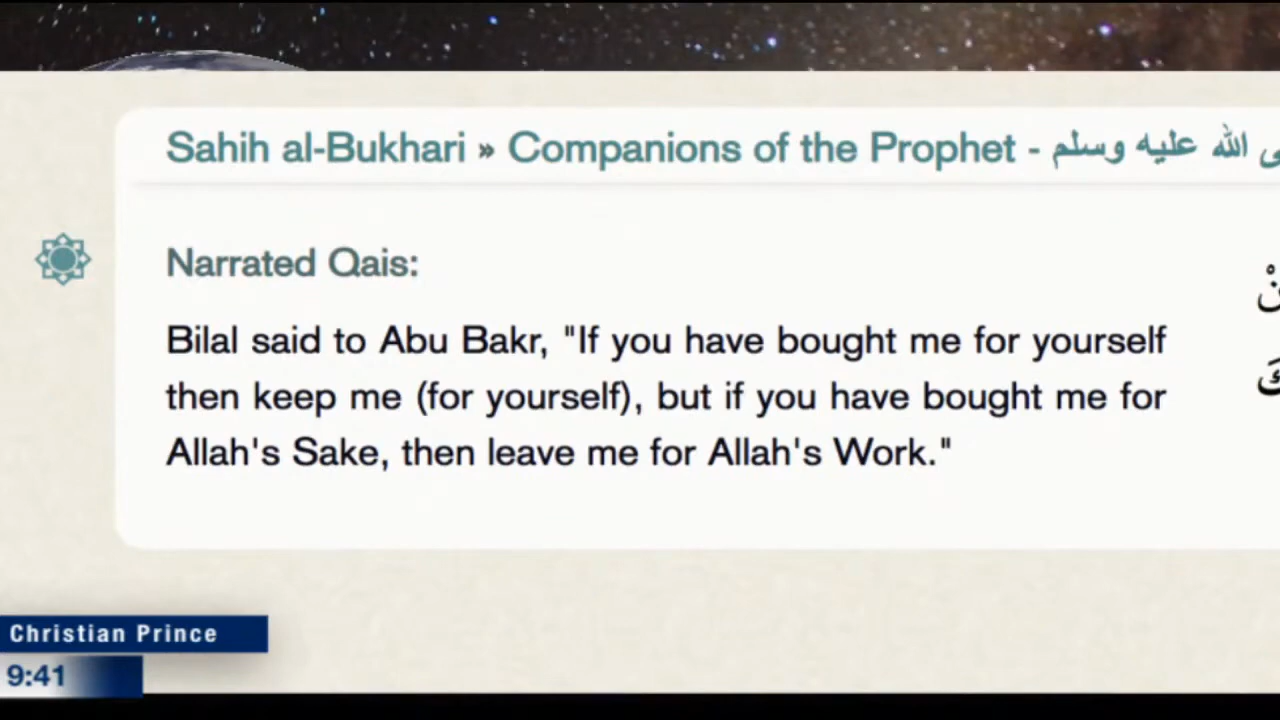 Sahih al-Bukhari » Companions of the Prophet - الله عليه وسلم
Narrated Qais:
Bilal said to Abu Bakr, "If you have bought me for yourself
then keep me (for yourself), but if you have bought me for
Allah's Sake, then leave me for Allah's Work."
Christian Prince
9:41